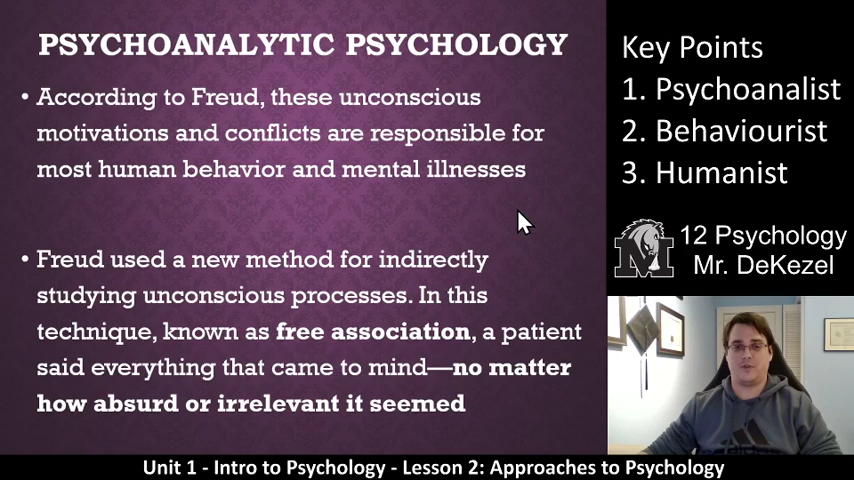 PSYCHOANALYTIC PSYCHOLOGY
• According to Freud, these unconscious
motivations and conflicts are responsible for
most human behavior and mental illnesses
• Freud used a new method for indirectly
studying unconscious processes. In this
technique, known as free association, a patient
said everything that came to mind—no matter
how absurd or irrelevant it seemed
Key Points
1. Psychoanalist
2. Behaviourist
3. Humanist
M
12 Psychology
Mr. DeKezel
Unit 1 - Intro to Psychology - Lesson 2: Approaches to Psychology